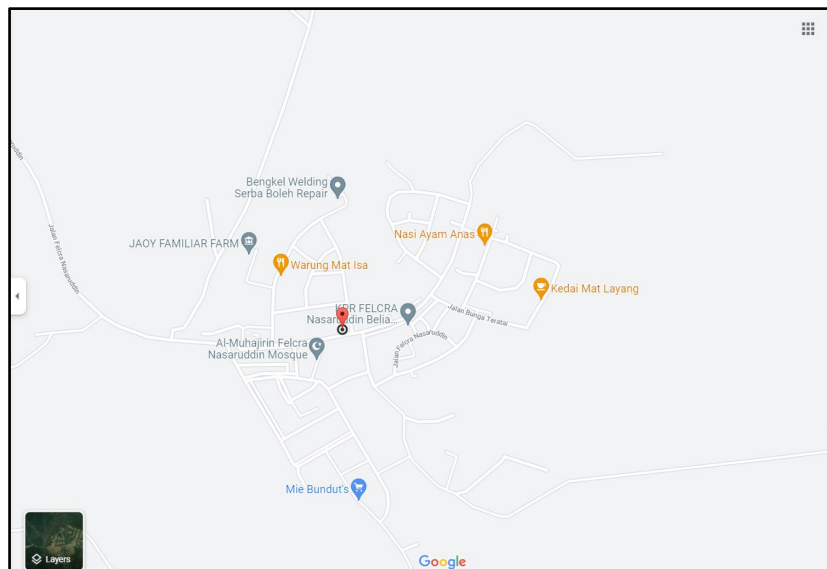 Bengkel Welding
Serba Boleh Repair
Nasi Ayam Anas
JAOY FAMILIAR FARM
Jalan Felcra Nasaruddin
Warung Mat Isa
Kedai Mat Layang
KPR FELCRA
Nasaruddin Belia...
Jalan Bunga Teratai
Jalan Felcra Nasaruddin
Al-Muhajirin Felcra
Nasaruddin Mosque
Mie Bundut's
Layers
Google